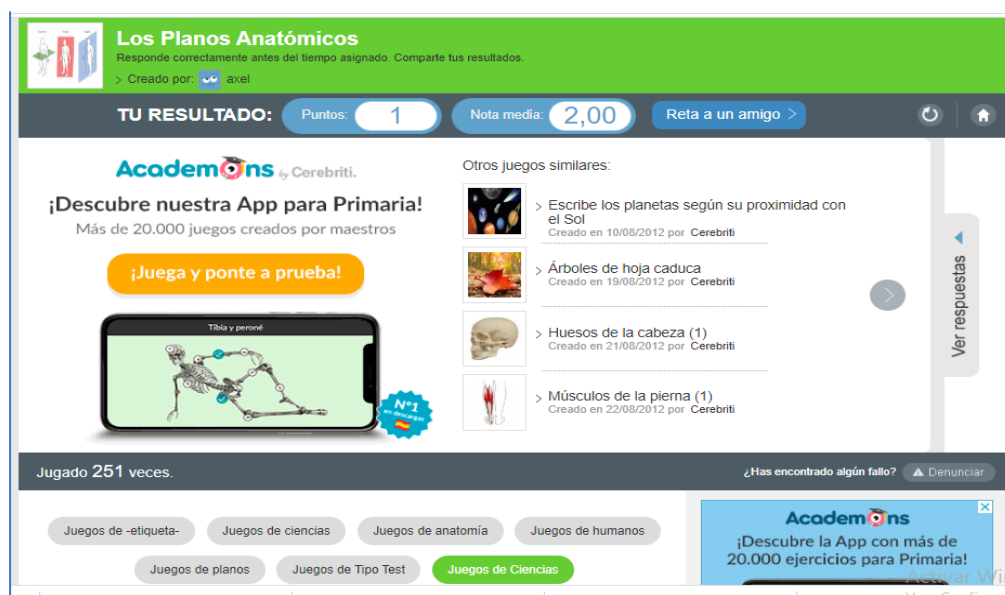 Los Planos Anatómicos
Responde correctamente antes del tiempo asignado. Comparte tus resultados.
> Creado por: axel
TU RESULTADO: Puntos: 1 Nota media: 2,00 Reta a un amigo >
Academons by Cerebriti.
¡Descubre nuestra App para Primaria!
Más de 20.000 juegos creados por maestros
¡Juega y ponte a prueba!
Tibia y peroné
Nº1
en descargas
Otros juegos similares:
> Escribe los planetas según su proximidad con
el Sol
Creado en 10/08/2012 por Cerebriti
> Árboles de hoja caduca
Creado en 19/08/2012 por Cerebriti
> Huesos de la cabeza (1)
Creado en 21/08/2012 por Cerebriti
> Músculos de la pierna (1)
Creado en 22/08/2012 por Cerebriti
Ver respuestas
Jugado 251 veces.
¿Has encontrado algún fallo? Denunciar
Juegos de -etiqueta- Juegos de ciencias Juegos de anatomía Juegos de humanos
Juegos de planos Juegos de Tipo Test Juegos de Ciencias
Academons
¡Descubre la App con más de
20.000 ejercicios para Primaria!
Activar Wi